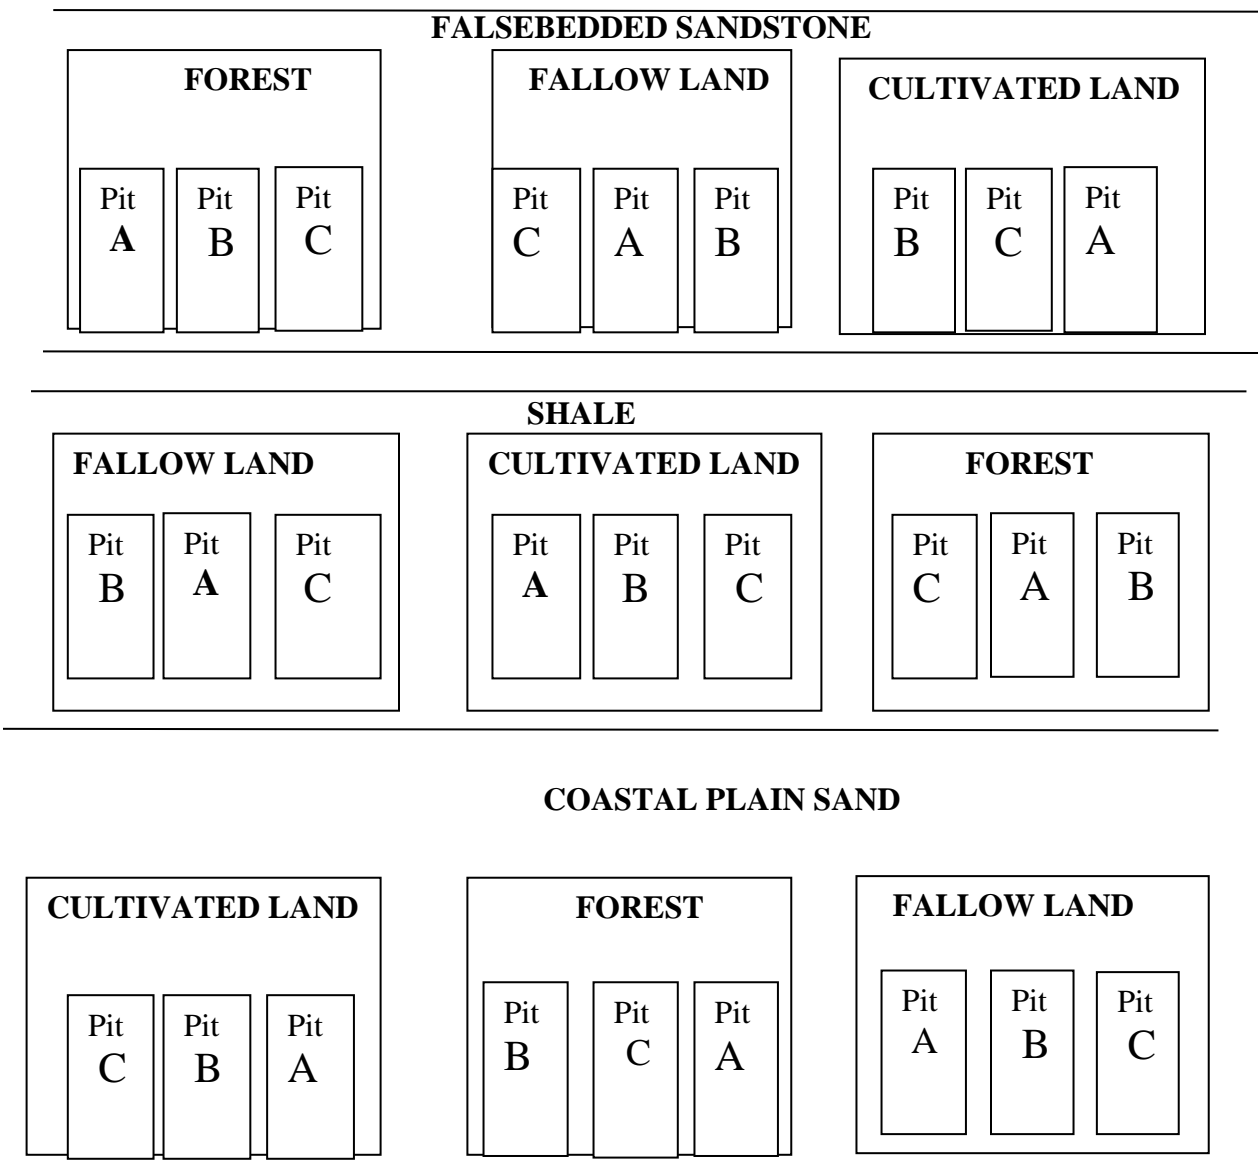 FALSEBEDDED SANDSTONE
FOREST
Pit
A
Pit
B
Pit
C
FALLOW LAND
Pit
C
Pit
A
Pit
B
CULTIVATED LAND
Pit
B
Pit
C
Pit
A
SHALE
FALLOW LAND
Pit
B
Pit
A
Pit
C
CULTIVATED LAND
Pit
A
Pit
B
Pit
C
FOREST
Pit
C
Pit
A
Pit
B
COASTAL PLAIN SAND
CULTIVATED LAND
Pit
C
Pit
B
Pit
A
FOREST
Pit
B
Pit
C
Pit
A
FALLOW LAND
Pit
A
Pit
B
Pit
C